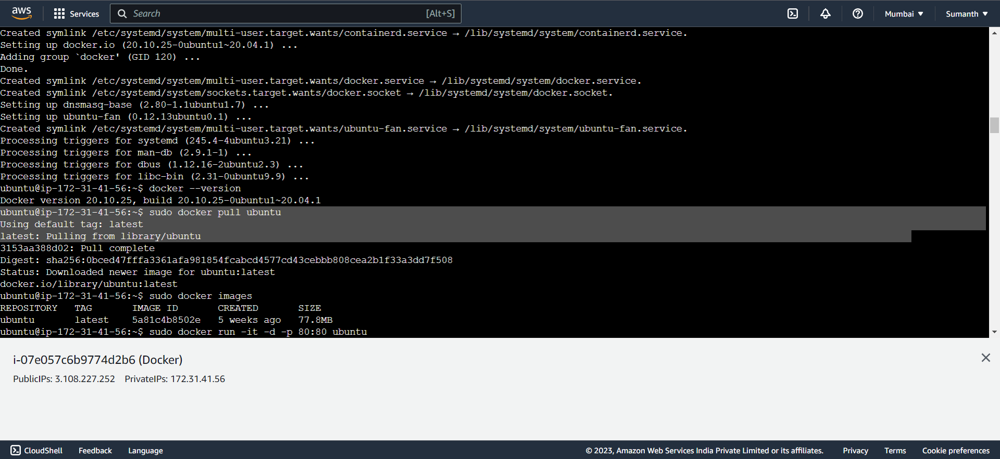 aws Services Search [Alt+S] Mumbai ▼ Sumanth ▼
Created symlink /etc/systemd/system/multi-user.target.wants/containerd.service → /lib/systemd/system/containerd.service.
Setting up docker.io (20.10.25-0ubuntu1~20.04.1) ...
Adding group `docker' (GID 120) ...
Done.
Created symlink /etc/systemd/system/multi-user.target.wants/docker.service → /lib/systemd/system/docker.service.
Created symlink /etc/systemd/system/sockets.target.wants/docker.socket → /lib/systemd/system/docker.socket.
Setting up dnsmasq-base (2.80-1.1ubuntu1.7) ...
Setting up ubuntu-fan (0.12.13ubuntu0.1) ...
Created symlink /etc/systemd/system/multi-user.target.wants/ubuntu-fan.service → /lib/systemd/system/ubuntu-fan.service.
Processing triggers for systemd (245.4-4ubuntu3.21) ...
Processing triggers for man-db (2.9.1-1) ...
Processing triggers for dbus (1.12.16-2ubuntu2.3) ...
Processing triggers for libc-bin (2.31-0ubuntu9.9) ...
ubuntu@ip-172-31-41-56:~$ docker --version
Docker version 20.10.25, build 20.10.25-0ubuntu1~20.04.1
ubuntu@ip-172-31-41-56:~$ sudo docker pull ubuntu
Using default tag: latest
latest: Pulling from library/ubuntu
3153aa388d02: Pull complete
Digest: sha256:0bced47fffa3361afa981854fcabcd4577cd43cebbb808cea2b1f33a3dd7f508
Status: Downloaded newer image for ubuntu:latest
docker.io/library/ubuntu:latest
ubuntu@ip-172-31-41-56:~$ sudo docker images
REPOSITORY TAG IMAGE ID CREATED SIZE
ubuntu latest 5a81c4b8502e 5 weeks ago 77.8MB
ubuntu@ip-172-31-41-56:~$ sudo docker run -it -d -p 80:80 ubuntu
i-07e057c6b9774d2b6 (Docker)
PublicIPs: 3.108.227.252 PrivateIPs: 172.31.41.56
CloudShell Feedback Language © 2023, Amazon Web Services India Private Limited or its affiliates. Privacy Terms Cookie preferences